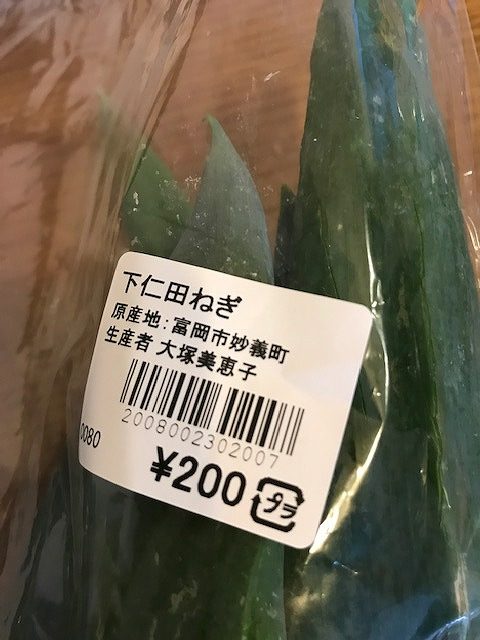 下仁田ねぎ
原産地:富岡市妙義町
生産者 大塚美恵子
2008002302007
0080
¥200
プラ